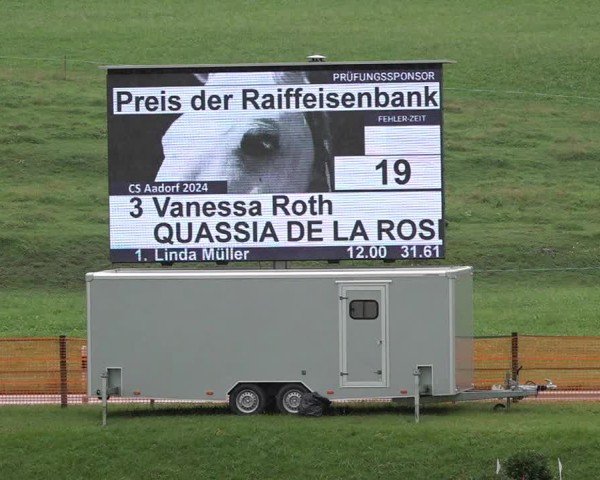 PRÜFUNGSSPONSOR
Preis der Raiffeisenbank
FEHLER-ZEIT
19
CS Aadorf 2024
3 Vanessa Roth
QUASSIA DE LA ROSI
1. Linda Müller 12.00 31.61